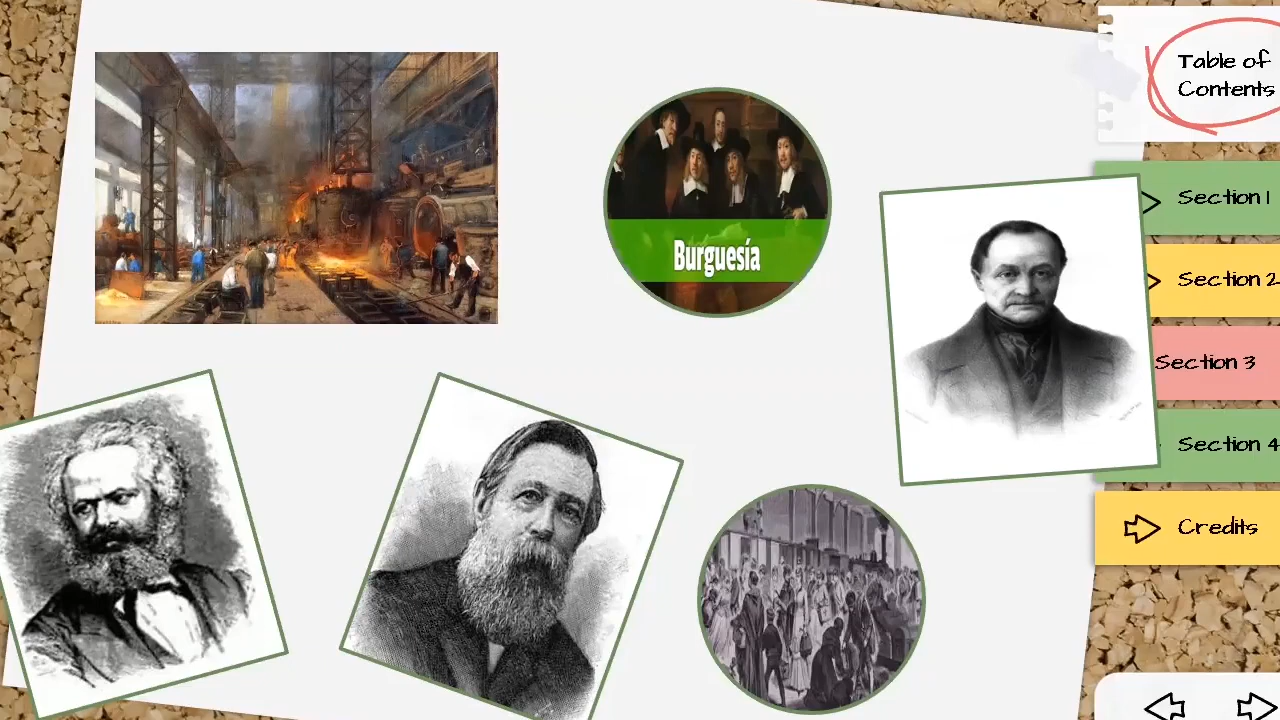 Table of
Contents
Burguesía
Section 1
Section 2
Section 3
Section 4
Credits